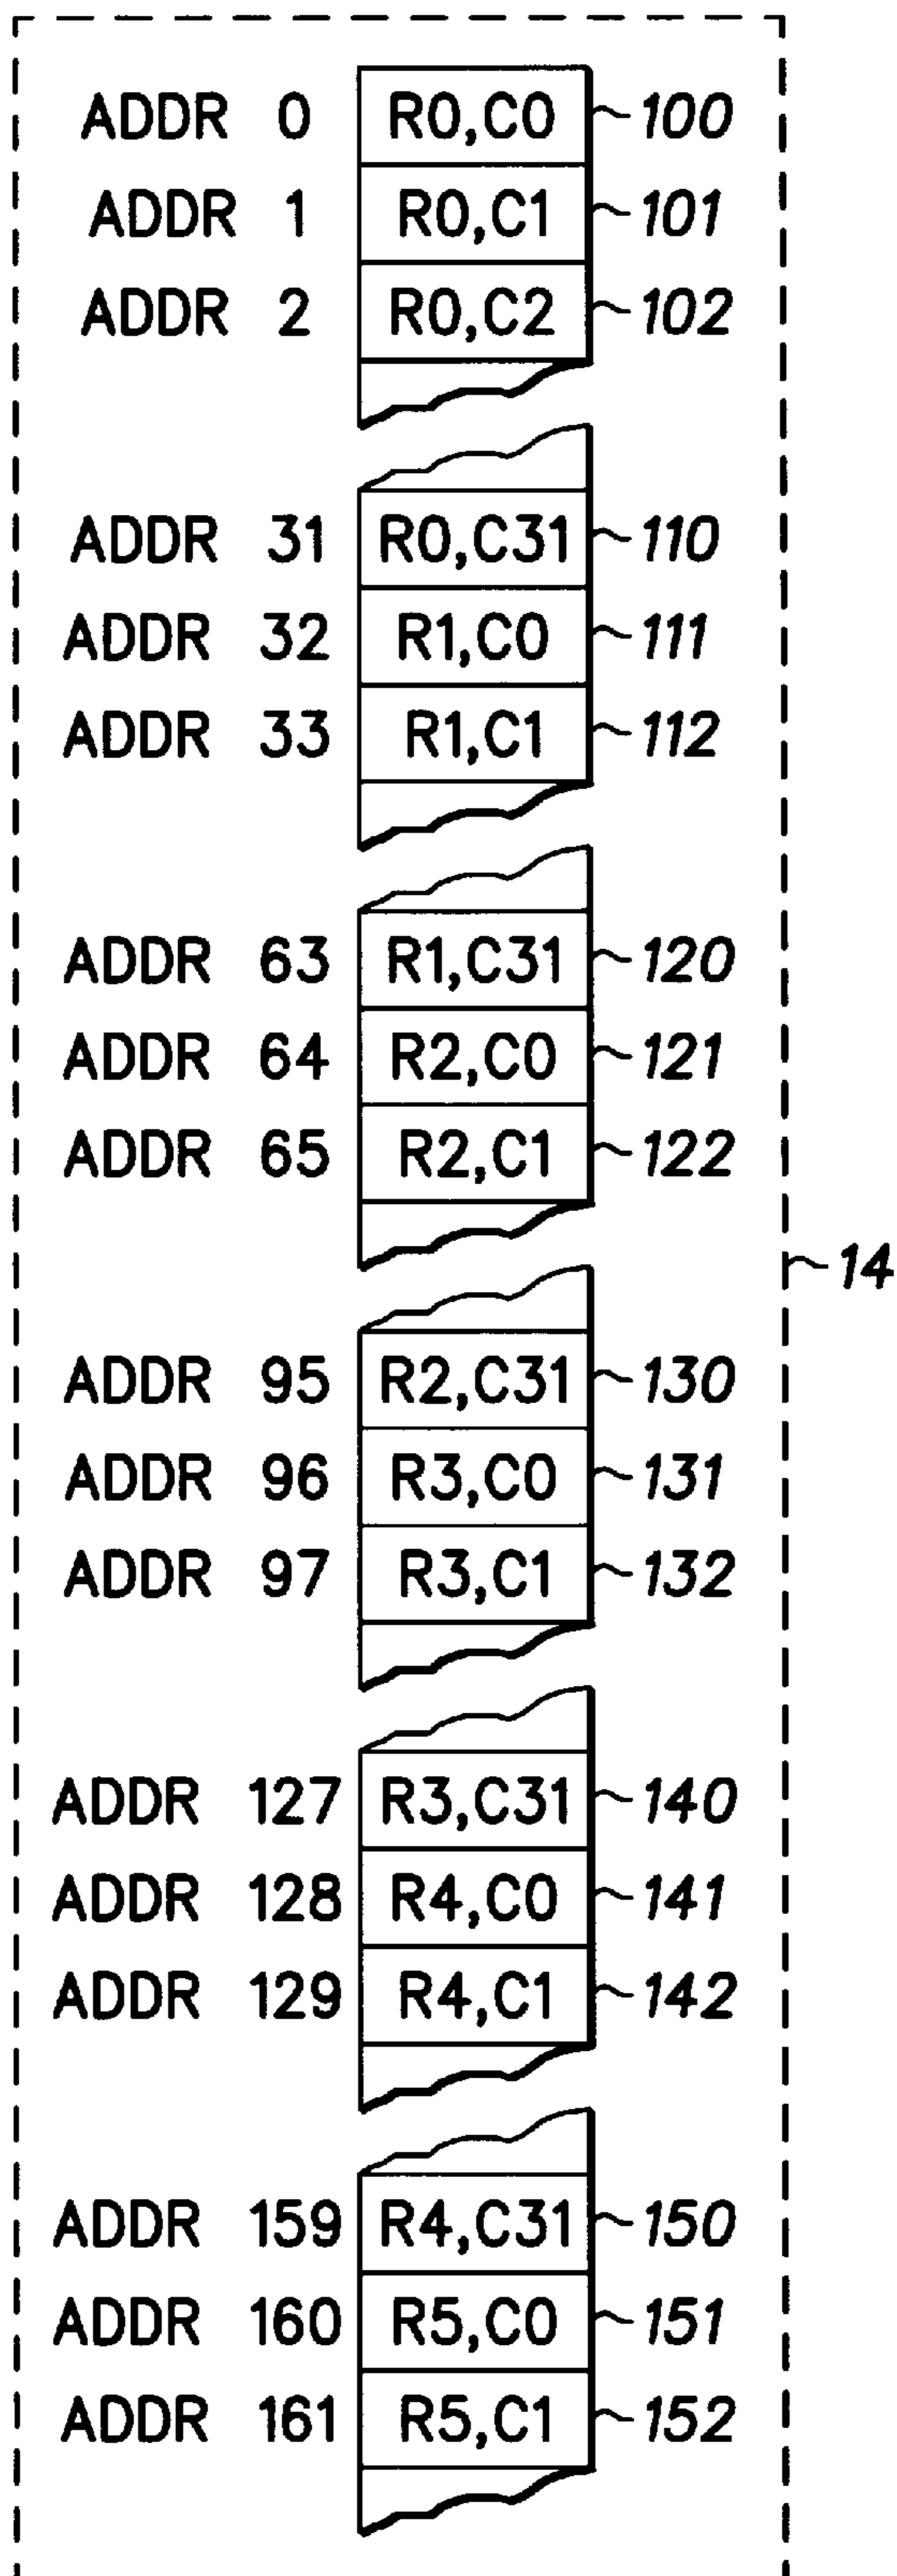 ADDR 0 R0,C0 100
ADDR 1 R0,C1 101
ADDR 2 R0,C2 102
ADDR 31 R0,C31 110
ADDR 32 R1,C0 111
ADDR 33 R1,C1 112
ADDR 63 R1,C31 120
ADDR 64 R2,C0 121
ADDR 65 R2,C1 122
14
ADDR 95 R2,C31 130
ADDR 96 R3,C0 131
ADDR 97 R3,C1 132
ADDR 127 R3,C31 140
ADDR 128 R4,C0 141
ADDR 129 R4,C1 142
ADDR 159 R4,C31 150
ADDR 160 R5,C0 151
ADDR 161 R5,C1 152